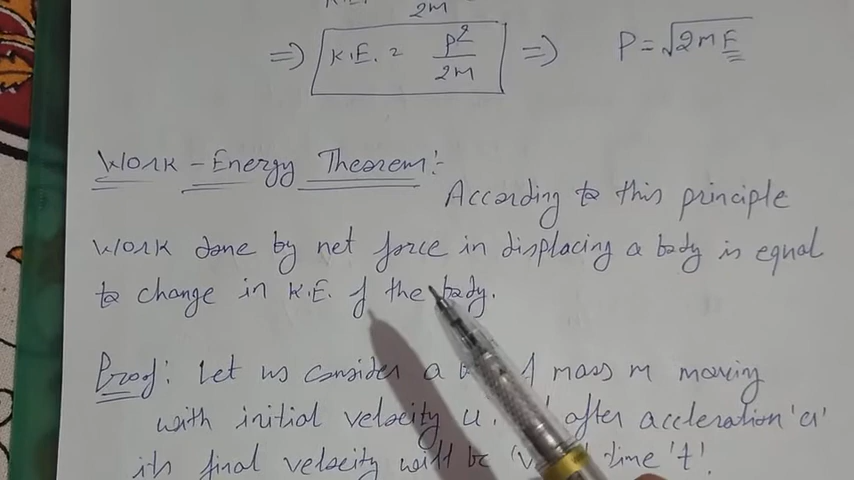 2M
=> K.E. = P²/2M => P = √2mE
Work - Energy Theorem:-
According to this principle
work done by net force in displacing a body is equal
to change in K.E. of the body.
Proof: Let us consider a mass m moving
with initial velocity u. after accleration 'a'
its final velocity will be 'v' time 't'.